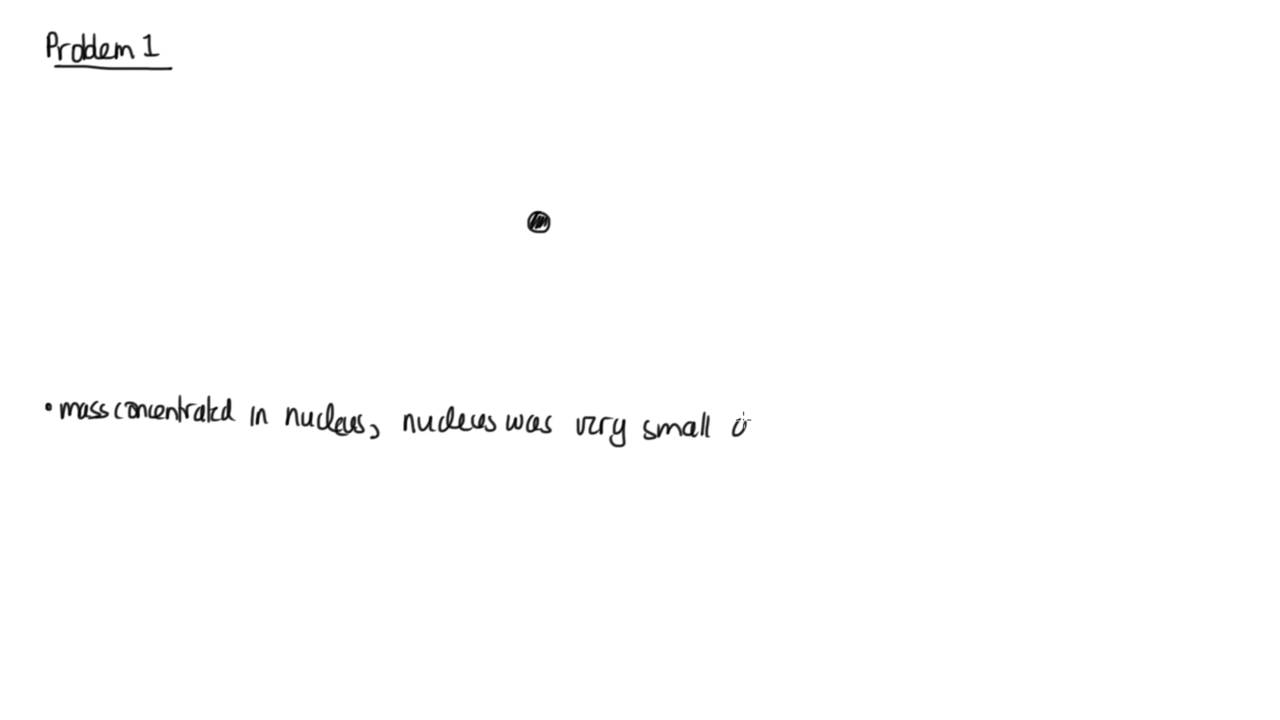 Problem 1
• mass concentrated in nucleus, nucleus was very small